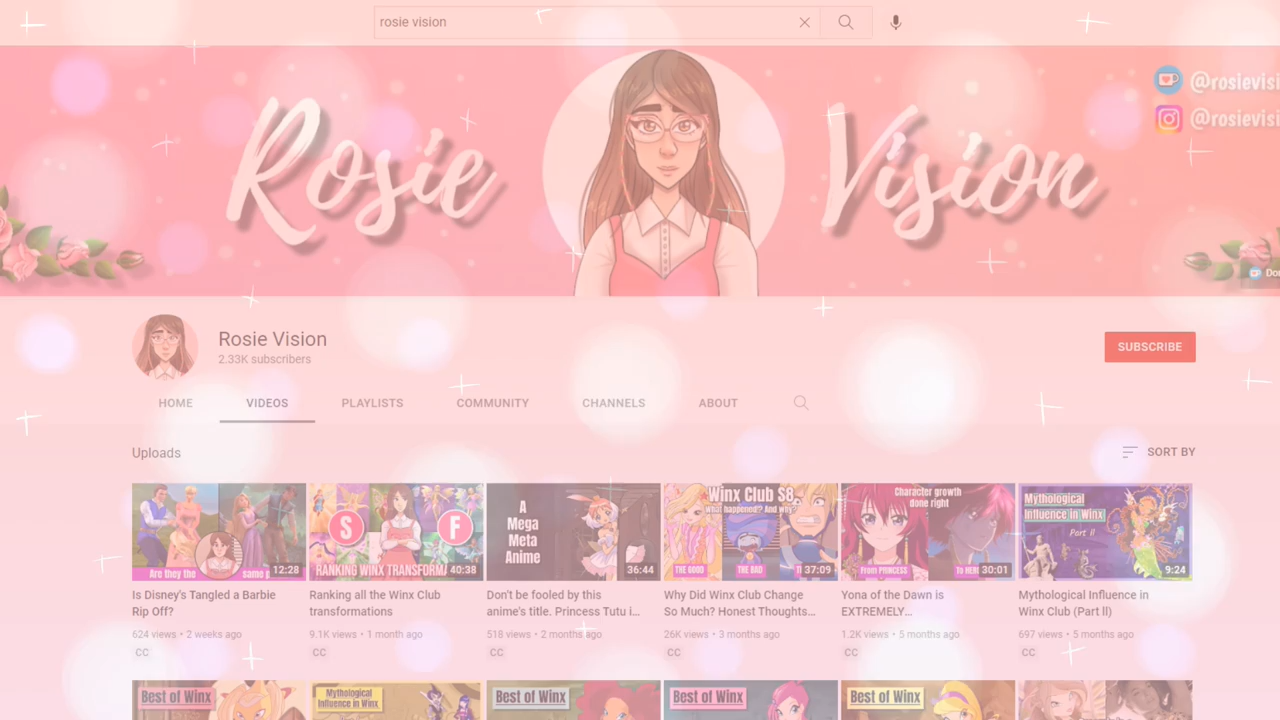 rosie vision
Rosie Vision
@rosievisi
@rosievisi
Don
Rosie Vision
2.33K subscribers
SUBSCRIBE
HOME VIDEOS PLAYLISTS COMMUNITY CHANNELS ABOUT
Uploads
SORT BY
Are they the same p
12:28
Is Disney's Tangled a Barbie
Rip Off?
624 views • 2 weeks ago
CC
S F
RANKING WINX TRANSFORM
40:38
Ranking all the Winx Club
transformations
9.1K views • 1 month ago
CC
A
Mega
Meta
Anime
36:44
Don't be fooled by this
anime's title. Princess Tutu i...
518 views • 2 months ago
CC
Winx Club S8
what happened? And why?
THE GOOD THE BAD
37:09
Why Did Winx Club Change
So Much? Honest Thoughts...
26K views • 3 months ago
CC
Character growth
done right
From PRINCESS To HER
30:01
Yona of the Dawn is
EXTREMELY...
1.2K views • 5 months ago
CC
Mythological
Influence in Winx
Part II
9:24
Mythological Influence in
Winx Club (Part ll)
697 views • 5 months ago
CC
Best of Winx
Mythological
Influence in Winx
Best of Winx
Best of Winx
Best of Winx